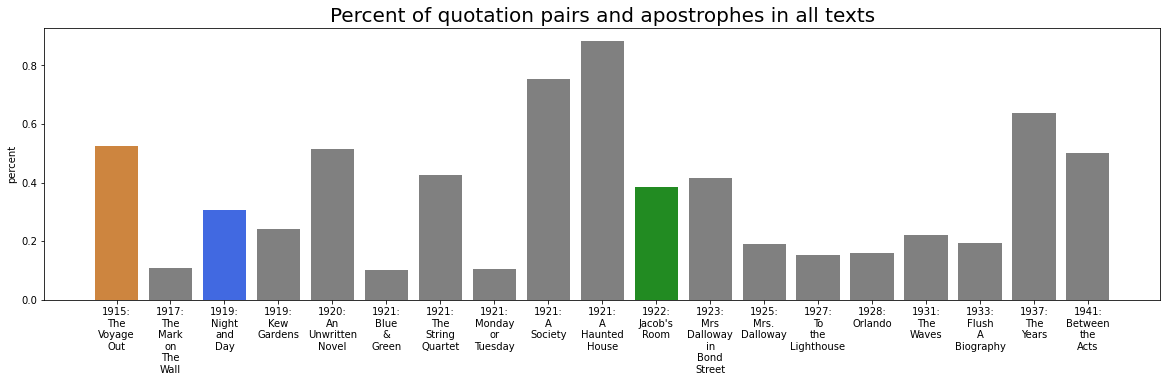 Percent of quotation pairs and apostrophes in all texts
percent
0.8
0.6
0.4
0.2
0.0
1915:
The
Voyage
Out
1917:
The
Mark
on
The
Wall
1919:
Night
and
Day
1919:
Kew
Gardens
1920:
An
Unwritten
Novel
1921:
Blue
&
Green
1921:
The
String
Quartet
1921:
Monday
or
Tuesday
1921:
A
Society
1921:
A
Haunted
House
1922:
Jacob's
Room
1923:
Mrs
Dalloway
in
Bond
Street
1925:
Mrs.
Dalloway
1927:
To
the
Lighthouse
1928:
Orlando
1931:
The
Waves
1933:
Flush
A
Biography
1937:
The
Years
1941:
Between
the
Acts